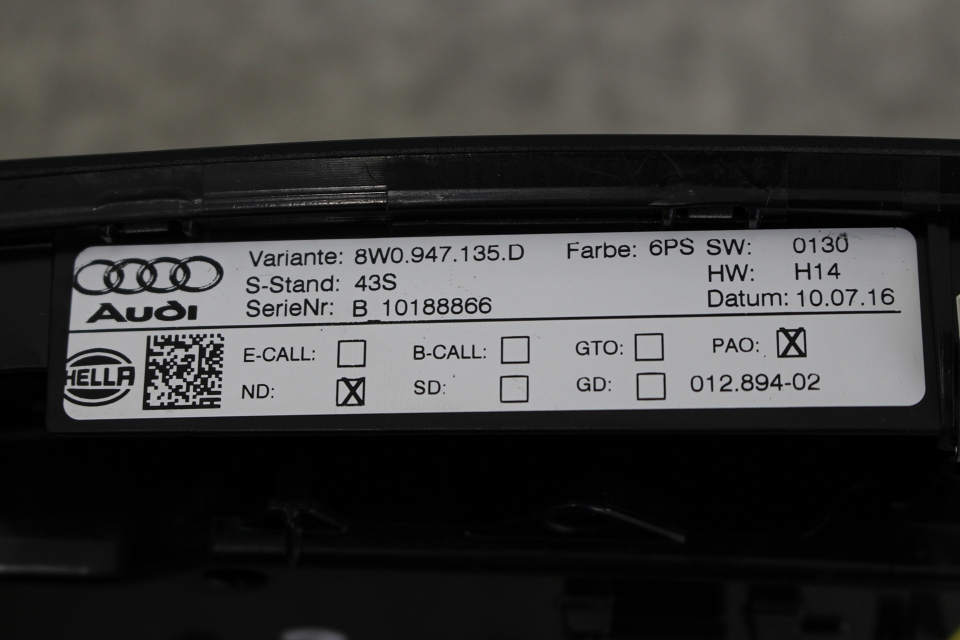 Audi
Variante: 8W0.947.135.D Farbe: 6PS SW: 0130
S-Stand: 43S HW: H14
SerieNr: B 10188866 Datum: 10.07.16
HELLA
E-CALL: B-CALL: GTO: PAO: X
ND: X SD: GD: 012.894-02